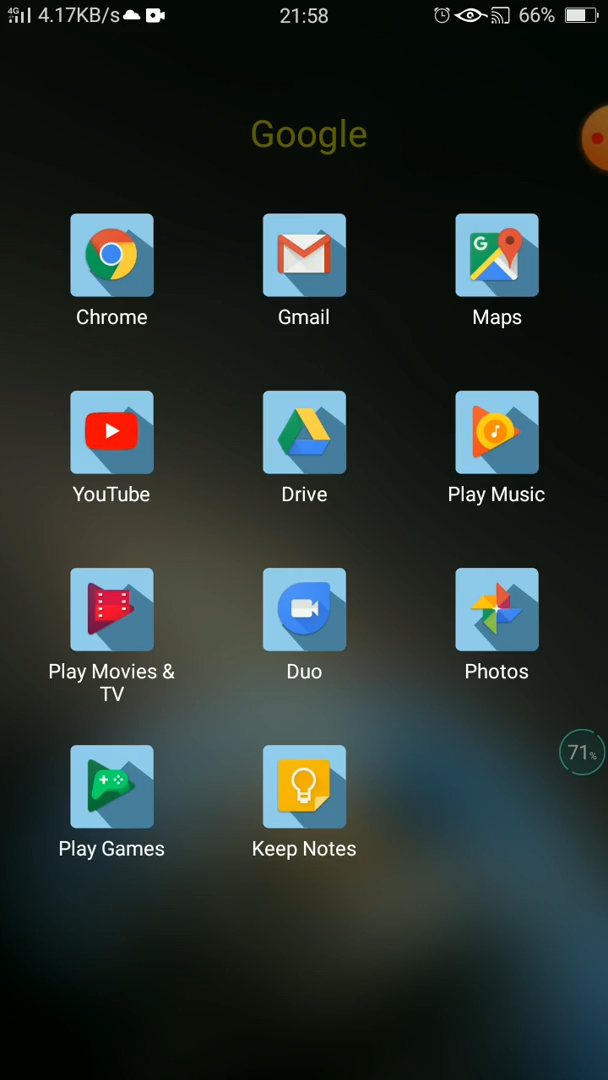 4G 4.17KB/s 21:58 66%
Google
Chrome Gmail Maps
G
YouTube Drive Play Music
Play Movies & TV Duo Photos
71%
Play Games Keep Notes